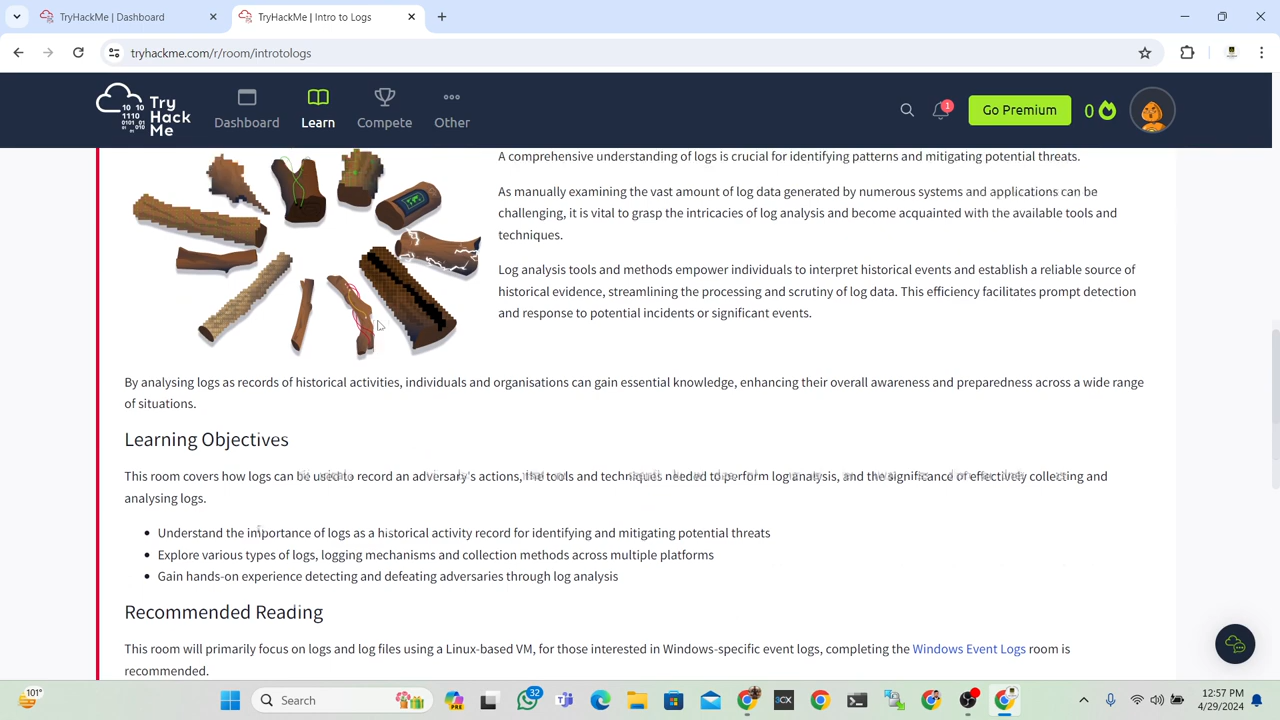 TryHackMe | Dashboard
TryHackMe | Intro to Logs
tryhackme.com/r/room/introtologs
Try
Hack
Me
Dashboard
Learn
Compete
Other
1
Go Premium
0
A comprehensive understanding of logs is crucial for identifying patterns and mitigating potential threats.
As manually examining the vast amount of log data generated by numerous systems and applications can be
challenging, it is vital to grasp the intricacies of log analysis and become acquainted with the available tools and
techniques.
Log analysis tools and methods empower individuals to interpret historical events and establish a reliable source of
historical evidence, streamlining the processing and scrutiny of log data. This efficiency facilitates prompt detection
and response to potential incidents or significant events.
By analysing logs as records of historical activities, individuals and organisations can gain essential knowledge, enhancing their overall awareness and preparedness across a wide range
of situations.
Learning Objectives
This room covers how logs can be used to record an adversary's actions, the tools and techniques needed to perform log analysis, and the significance of effectively collecting and
analysing logs.
• Understand the importance of logs as a historical activity record for identifying and mitigating potential threats
• Explore various types of logs, logging mechanisms and collection methods across multiple platforms
• Gain hands-on experience detecting and defeating adversaries through log analysis
Recommended Reading
This room will primarily focus on logs and log files using a Linux-based VM, for those interested in Windows-specific event logs, completing the Windows Event Logs room is
recommended.
101°
Search
PRE
32
3CX
12:57 PM
4/29/2024